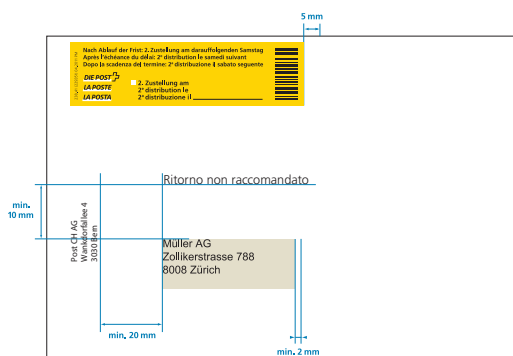 5 mm
Nach Ablauf der Frist: 2. Zustellung am darauffolgenden Samstag
Après l'échéance du délai: 2e distribution le samedi suivant
Dopo la scadenza del termine: 2a distribuzione il sabato seguente
DIE POST
LA POSTE
LA POSTA
2. Zustellung am
2e distribution le
2a distribuzione il
Ritorno non raccomandato
min.
10 mm
Post CH AG
Wankdorfallee 4
3030 Bern
Müller AG
Zollikerstrasse 788
8008 Zürich
min. 20 mm
min. 2 mm